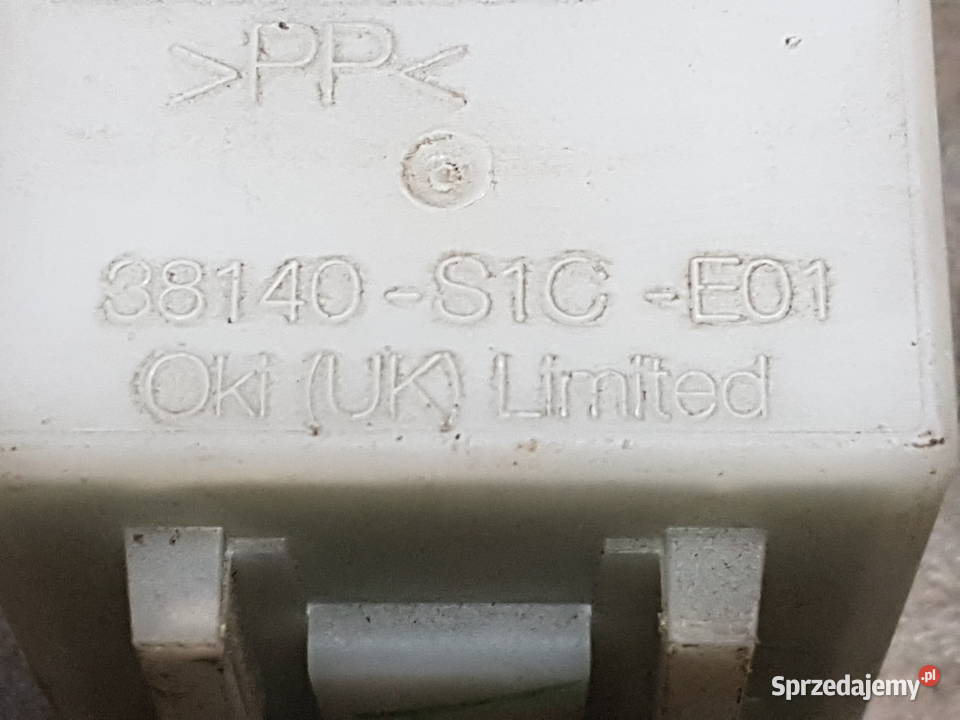 >PP<
38140-S1C-E01
Oki (UK) Limited
Sprzedajemy.pl